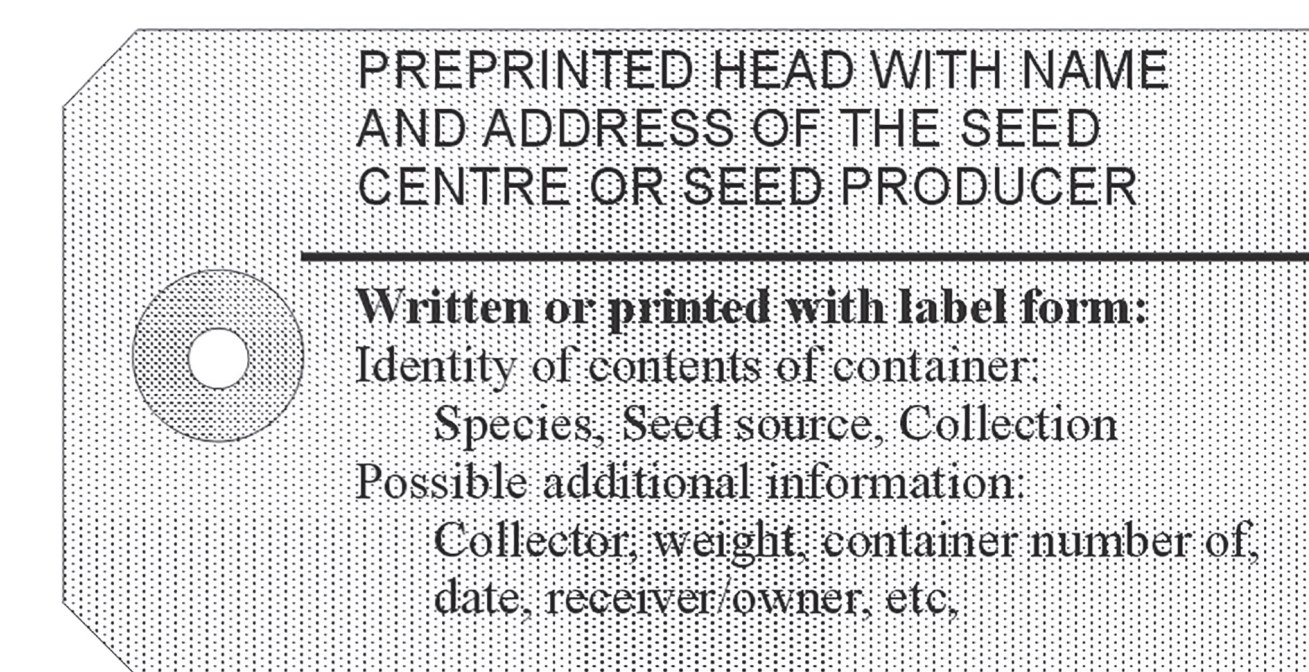 PREPRINTED HEAD WITH NAME
AND ADDRESS OF THE SEED
CENTRE OR SEED PRODUCER
Written or printed with label form:
Identity of contents of container:
Species, Seed source, Collection
Possible additional information:
Collector, weight, container number of,
date, receiver/owner, etc,